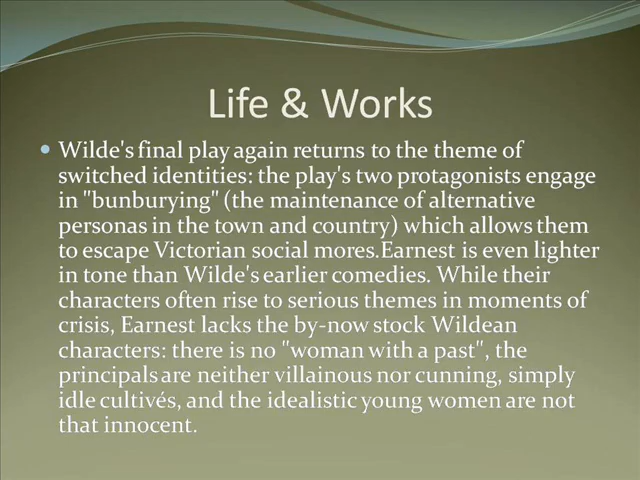 Life & Works
• Wilde's final play again returns to the theme of
switched identities: the play's two protagonists engage
in "bunburying" (the maintenance of alternative
personas in the town and country) which allows them
to escape Victorian social mores.Earnest is even lighter
in tone than Wilde's earlier comedies. While their
characters often rise to serious themes in moments of
crisis, Earnest lacks the by-now stock Wildean
characters: there is no "woman with a past", the
principals are neither villainous nor cunning, simply
idle cultivés, and the idealistic young women are not
that innocent.